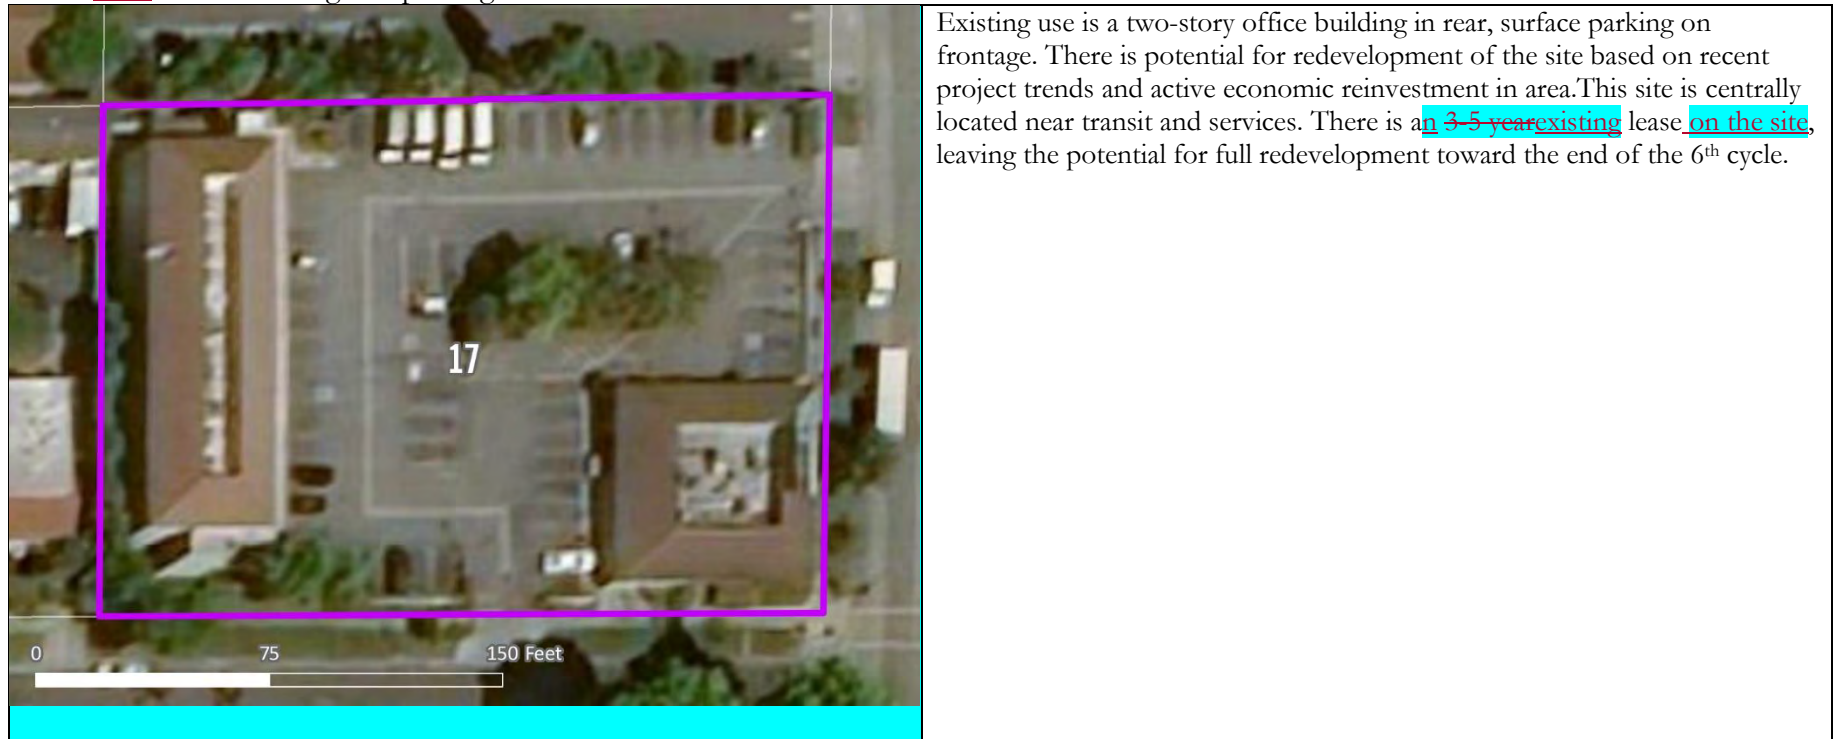 Existing use is a two-story office building in rear, surface parking on
frontage. There is potential for redevelopment of the site based on recent
project trends and active economic reinvestment in area.This site is centrally
located near transit and services. There is an 3-5 yearexisting lease on the site,
leaving the potential for full redevelopment toward the end of the 6th cycle.
17
0 75 150 Feet